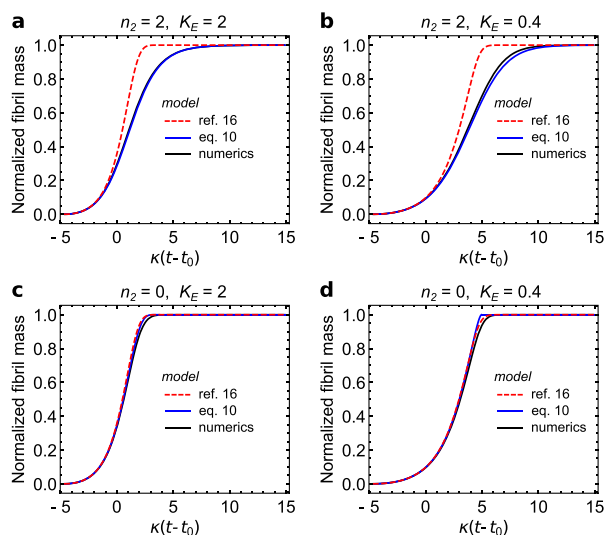 a
n2 = 2, KE = 2
Normalized fibril mass
1.0
0.8
0.6
0.4
0.2
0.0
model
ref. 16
eq. 10
numerics
-5 0 5 10 15
κ(t-t0)
b
n2 = 2, KE = 0.4
Normalized fibril mass
1.0
0.8
0.6
0.4
0.2
0.0
model
ref. 16
eq. 10
numerics
-5 0 5 10 15
κ(t-t0)
c
n2 = 0, KE = 2
Normalized fibril mass
1.0
0.8
0.6
0.4
0.2
0.0
model
ref. 16
eq. 10
numerics
-5 0 5 10 15
κ(t-t0)
d
n2 = 0, KE = 0.4
Normalized fibril mass
1.0
0.8
0.6
0.4
0.2
0.0
model
ref. 16
eq. 10
numerics
-5 0 5 10 15
κ(t-t0)